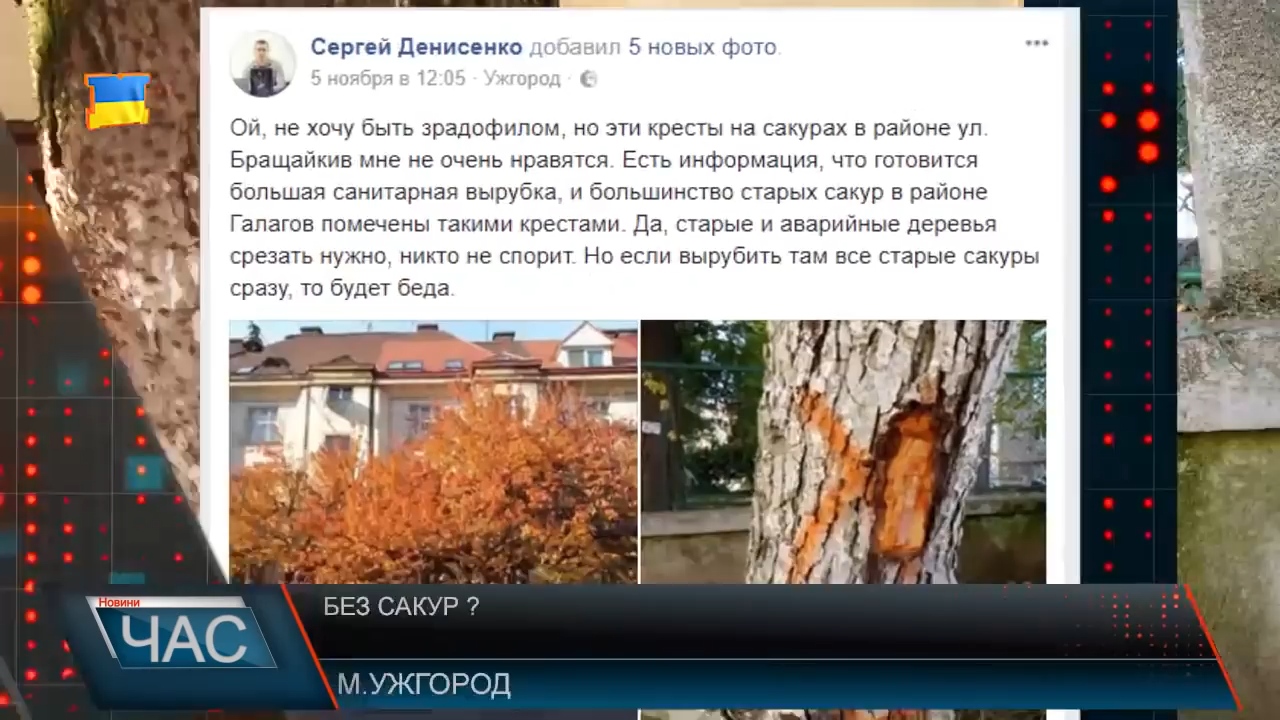 Сергей Денисенко добавил 5 новых фото.
5 ноября в 12:05 · Ужгород ·
Ой, не хочу быть зрадофилом, но эти кресты на сакурах в районе ул.
Бращайкив мне не очень нравятся. Есть информация, что готовится
большая санитарная вырубка, и большинство старых сакур в районе
Галагов помечены такими крестами. Да, старые и аварийные деревья
срезать нужно, никто не спорит. Но если вырубить там все старые сакуры
сразу, то будет беда.
Новини
ЧАС
БЕЗ САКУР ?
М.УЖГОРОД